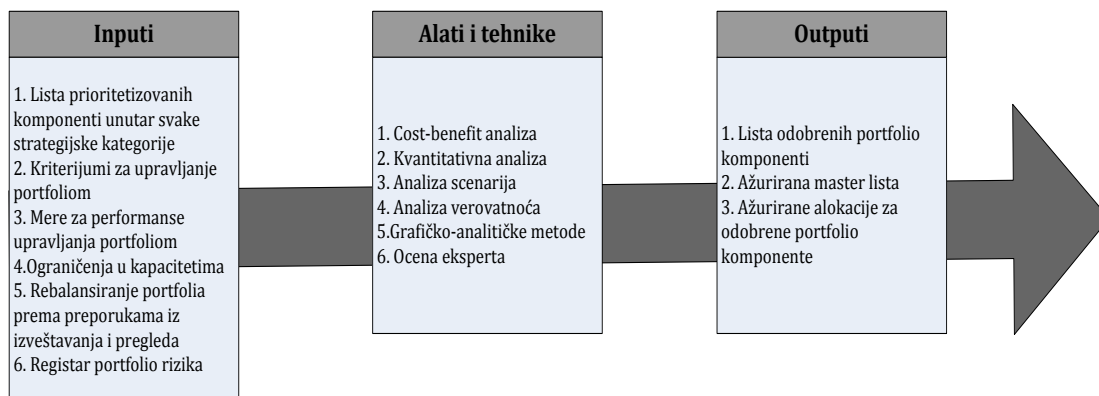 Inputi
1. Lista prioritetizovanih
komponenti unutar svake
strategijske kategorije
2. Kriterijumi za upravljanje
portfoliom
3. Mere za performanse
upravljanja portfoliom
4.Ograničenja u kapacitetima
5. Rebalansiranje portfolia
prema preporukama iz
izveštavanja i pregleda
6. Registar portfolio rizika
Alati i tehnike
1. Cost-benefit analiza
2. Kvantitativna analiza
3. Analiza scenarija
4. Analiza verovatnoća
5.Grafičko-analitičke metode
6. Ocena eksperta
Outputi
1. Lista odobrenih portfolio
komponenti
2. Ažurirana master lista
3. Ažurirane alokacije za
odobrene portfolio
komponente